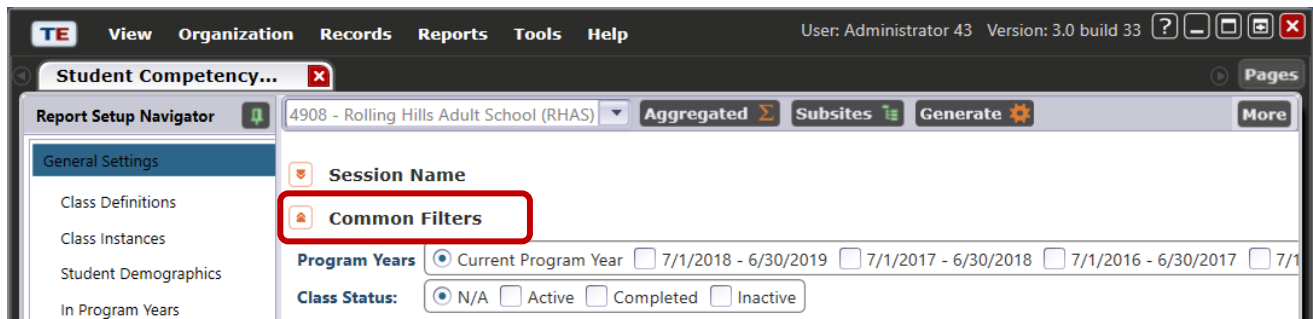 TE View Organization Records Reports Tools Help User: Administrator 43 Version: 3.0 build 33 ?
Student Competency... Pages
Report Setup Navigator 4908 - Rolling Hills Adult School (RHAS) Aggregated Σ Subsites Generate More
General Settings
Session Name
Class Definitions
Common Filters
Class Instances
Program Years Current Program Year 7/1/2018 - 6/30/2019 7/1/2017 - 6/30/2018 7/1/2016 - 6/30/2017 7/1
Student Demographics
Class Status: N/A Active Completed Inactive
In Program Years